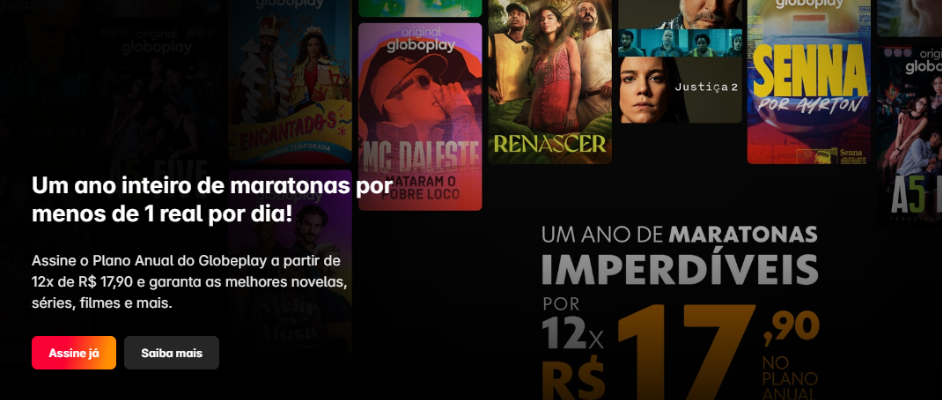 original
globoplay
ENCANTADO'S
SEGUNDA TEMPORADA
original
globoplay
MC DALESTE
MATARAM O
POBRE LOCO
RENASCER
Justiça 2
globoplay
SENNA
POR AYRTON
Senna
original
globoplay
A5
Um ano inteiro de maratonas por
menos de 1 real por dia!
Assine o Plano Anual do Globeplay a partir de
12x de R$ 17,90 e garanta as melhores novelas,
séries, filmes e mais.
Assine já
Saiba mais
UM ANO DE MARATONAS
IMPERDÍVEIS
POR
12X
R$ 17,90
NO
PLANO
ANUAL